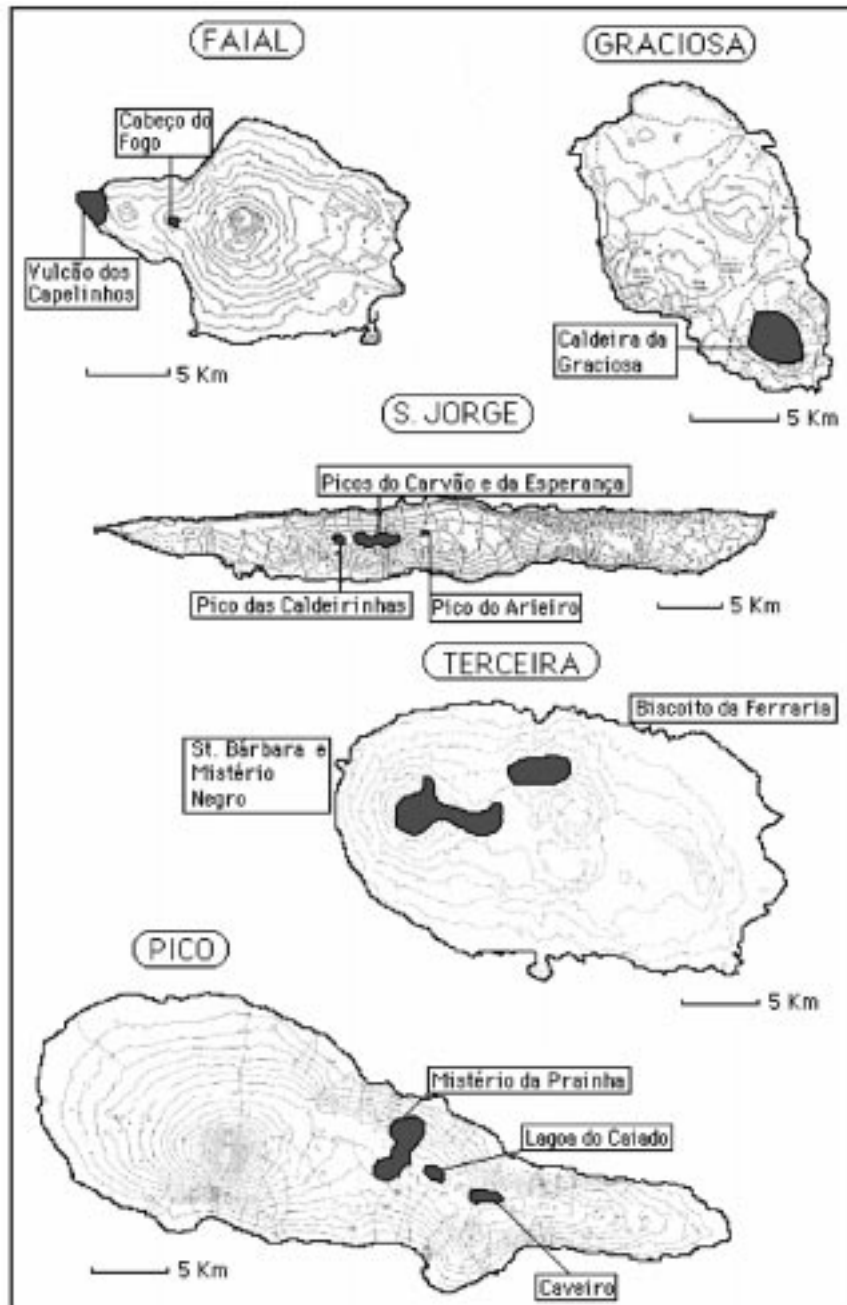 FAIAL
GRACIOSA
Cabeço do
Fogo
Vulcão dos
Capelinhos
5 Km
Caldeira da
Graciosa
5 Km
S. JORGE
Picos do Carvão e da Esperança
Pico das Caldeirinhas
Pico do Arieiro
5 Km
TERCEIRA
Biscoito da Ferraria
St. Bárbara e
Mistério
Negro
5 Km
PICO
Mistério da Prainha
Lagoa do Caiado
5 Km
Caveiro